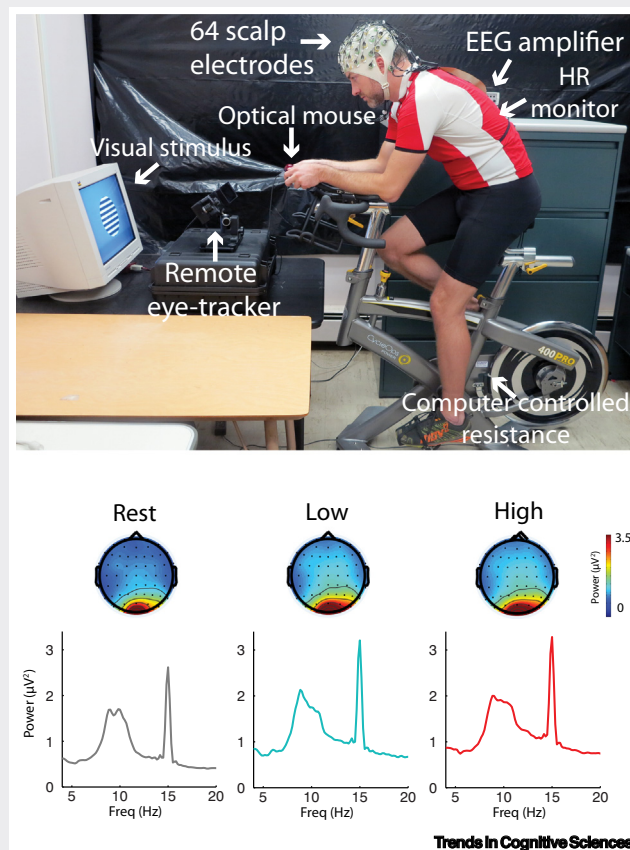 64 scalp
electrodes
EEG amplifier
HR
monitor
Optical mouse
Visual stimulus
Remote
eye-tracker
400PRO
Computer controlled
resistance
Rest
Low
High
3.5
0
Power (µV²)
Power (µV²)
3
2
1
0
5
10
15
20
Freq (Hz)
3
2
1
0
5
10
15
20
Freq (Hz)
3
2
1
0
5
10
15
20
Freq (Hz)
Trends in Cognitive Sciences